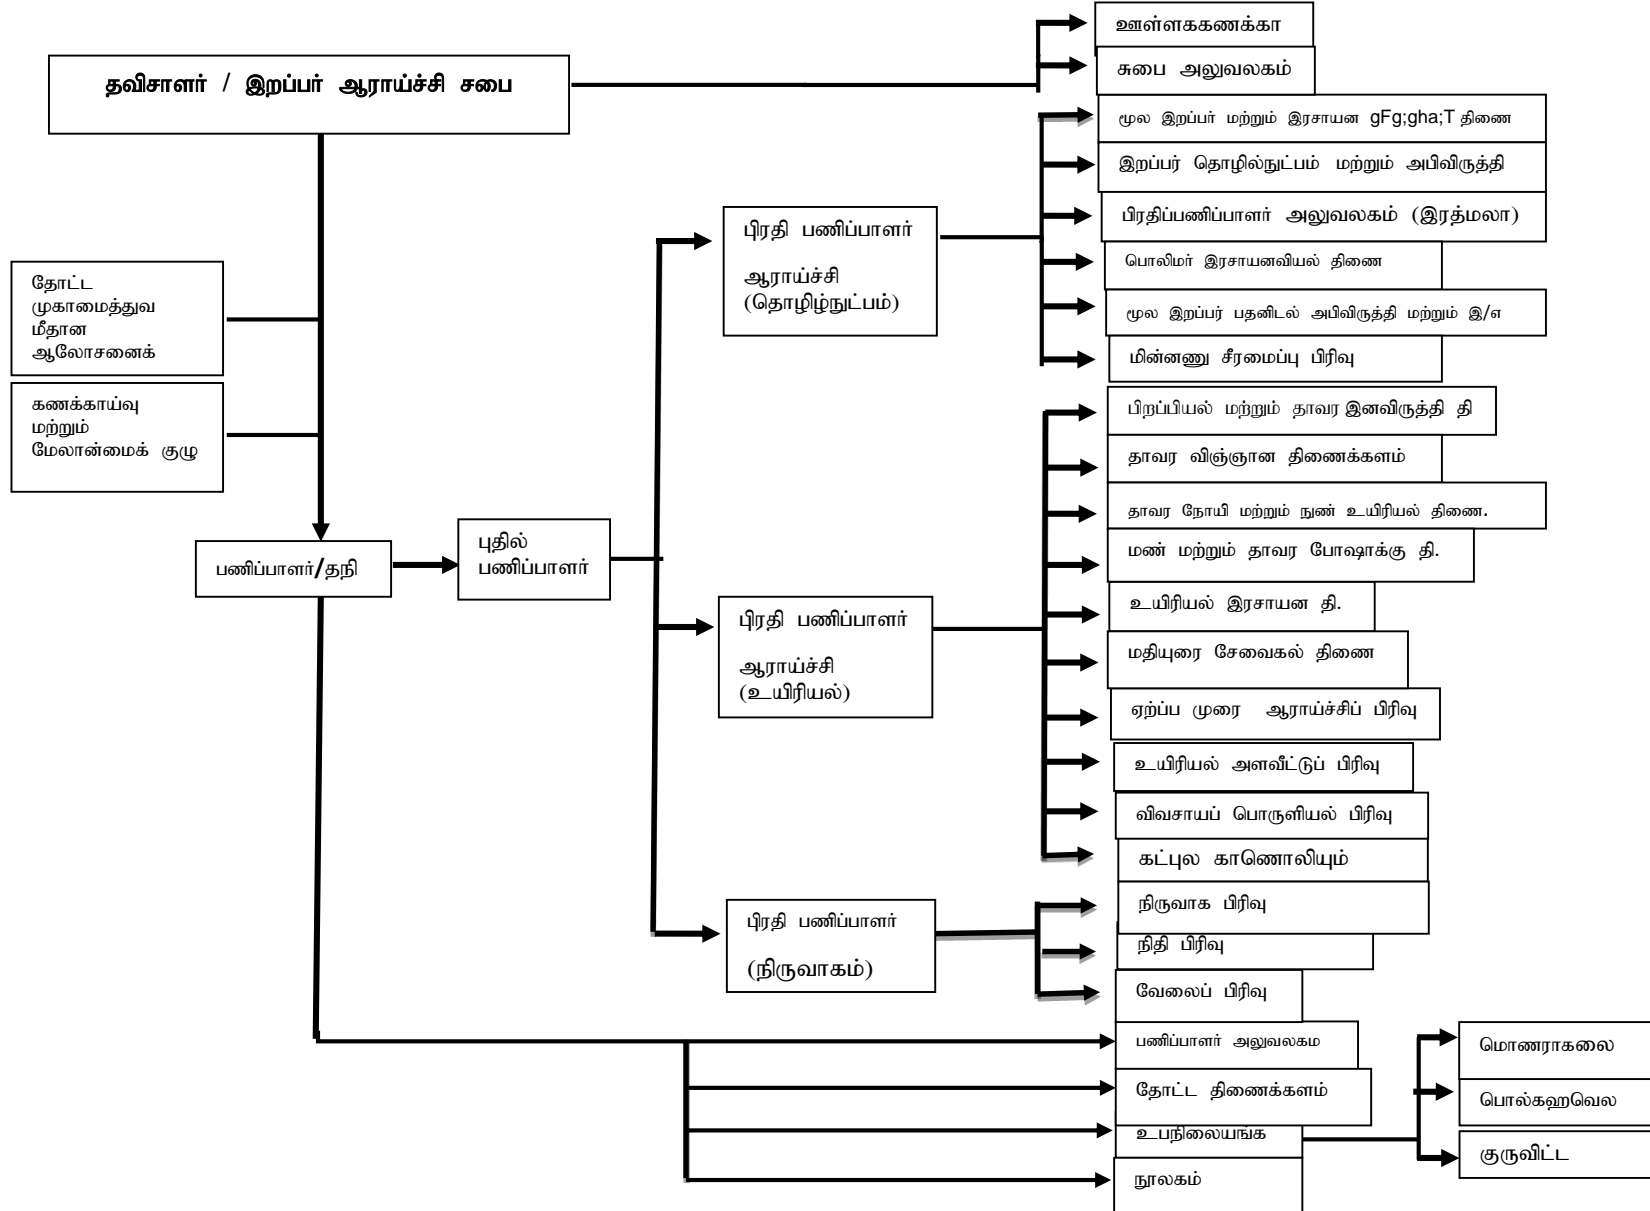 ஊள்ளககணக்கா
தவிசாளர் / இறப்பர் ஆராய்ச்சி சபை
சுபை அலுவலகம்
மூல இறப்பர் மற்றும் இரசாயன gFg;gha;T திணை
இறப்பர் தொழில்நுட்பம் மற்றும் அபிவிருத்தி
பிரதிப்பணிப்பாளர் அலுவலகம் (இரத்மலா)
பிரதி பணிப்பாளர்
ஆராய்ச்சி
(தொழிழ்நுட்பம்)
பொலிமர் இரசாயனவியல் திணை
மூல இறப்பர் பதனிடல் அபிவிருத்தி மற்றும் இ/எ
மின்னணு சீரமைப்பு பிரிவு
தோட்ட
முகாமைத்துவ
மீதான
ஆலோசனைக்
கணக்காய்வு
மற்றும்
மேலான்மைக் குழு
பிறப்பியல் மற்றும் தாவர இனவிருத்தி தி
தாவர விஞ்ஞான திணைக்களம்
தாவர நோயி மற்றும் நுண் உயிரியல் திணை.
மண் மற்றும் தாவர போஷாக்கு தி.
பணிப்பாளர்/தநி
புதில்
பணிப்பாளர்
உயிரியல் இரசாயன தி.
பிரதி பணிப்பாளர்
ஆராய்ச்சி
(உயிரியல்)
மதியுரை சேவைகல் திணை
ஏற்ப்ப முரை ஆராய்ச்சிப் பிரிவு
உயிரியல் அளவீட்டுப் பிரிவு
விவசாயப் பொருளியல் பிரிவு
கட்புல காணொலியும்
பிரதி பணிப்பாளர்
(நிருவாகம்)
நிருவாக பிரிவு
நிதி பிரிவு
வேலைப் பிரிவு
பணிப்பாளர் அலுவலகம
தோட்ட திணைக்களம்
உபநிலையங்க
நூலகம்
மொணராகலை
பொல்கஹவெல
குருவிட்ட